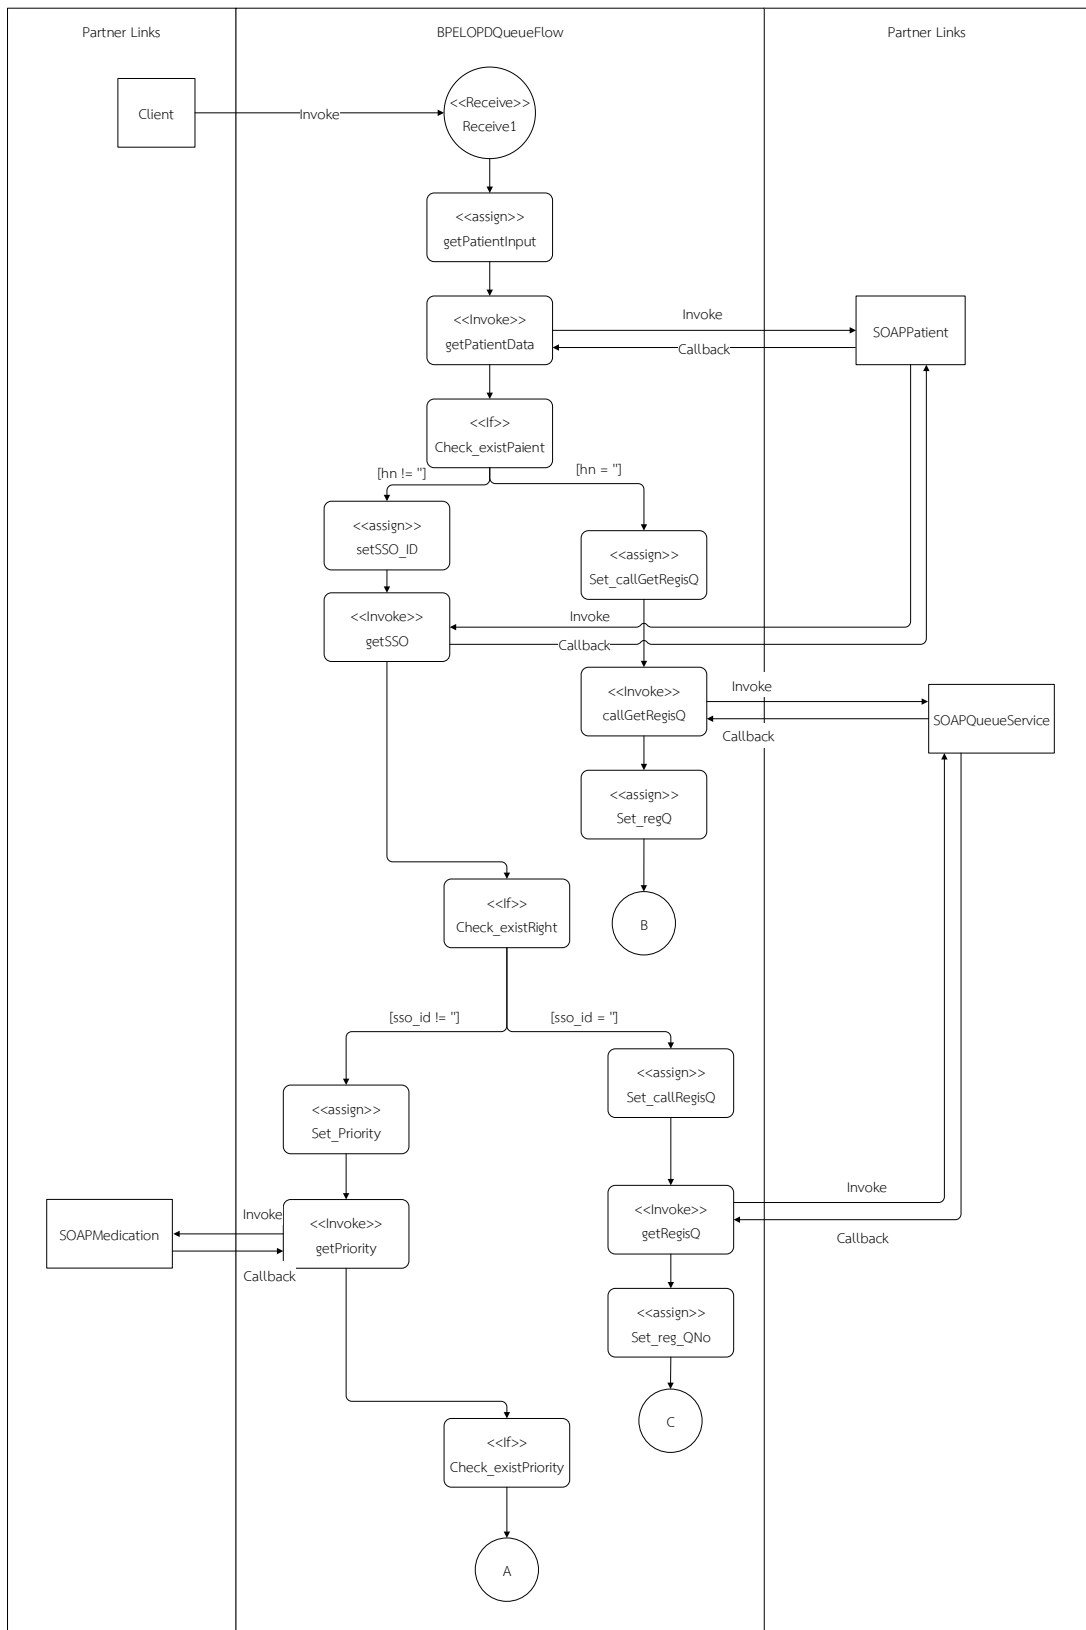 Partner Links
BPELOPDQueueFlow
Partner Links
Client
Invoke
<<Receive>>
Receive1
<<assign>>
getPatientInput
<<Invoke>>
getPatientData
Invoke
Callback
SOAPPatient
<<If>>
Check_existPaient
[hn != '']
[hn = '']
<<assign>>
setSSO_ID
<<assign>>
Set_callGetRegisQ
<<Invoke>>
getSSO
Invoke
Callback
<<Invoke>>
callGetRegisQ
Invoke
Callback
SOAPQueueService
<<assign>>
Set_regQ
<<If>>
Check_existRight
B
[sso_id != '']
[sso_id = '']
<<assign>>
Set_callRegisQ
<<assign>>
Set_Priority
SOAPMedication
Invoke
Callback
<<Invoke>>
getPriority
<<Invoke>>
getRegisQ
Invoke
Callback
<<assign>>
Set_reg_QNo
C
<<If>>
Check_existPriority
A